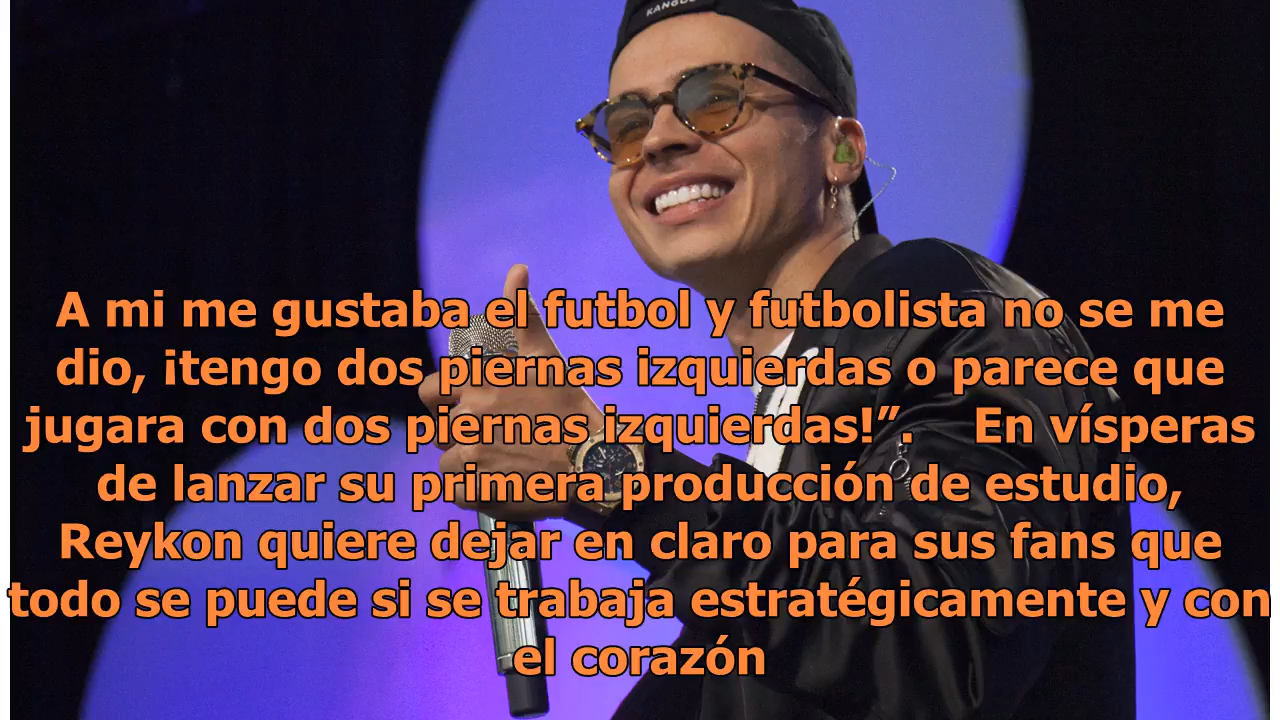 KANGOL
A mi me gustaba el futbol y futbolista no se me
dio, ¡tengo dos piernas izquierdas o parece que
jugara con dos piernas izquierdas!”. En vísperas
de lanzar su primera producción de estudio,
Reykon quiere dejar en claro para sus fans que
todo se puede si se trabaja estratégicamente y con
el corazón